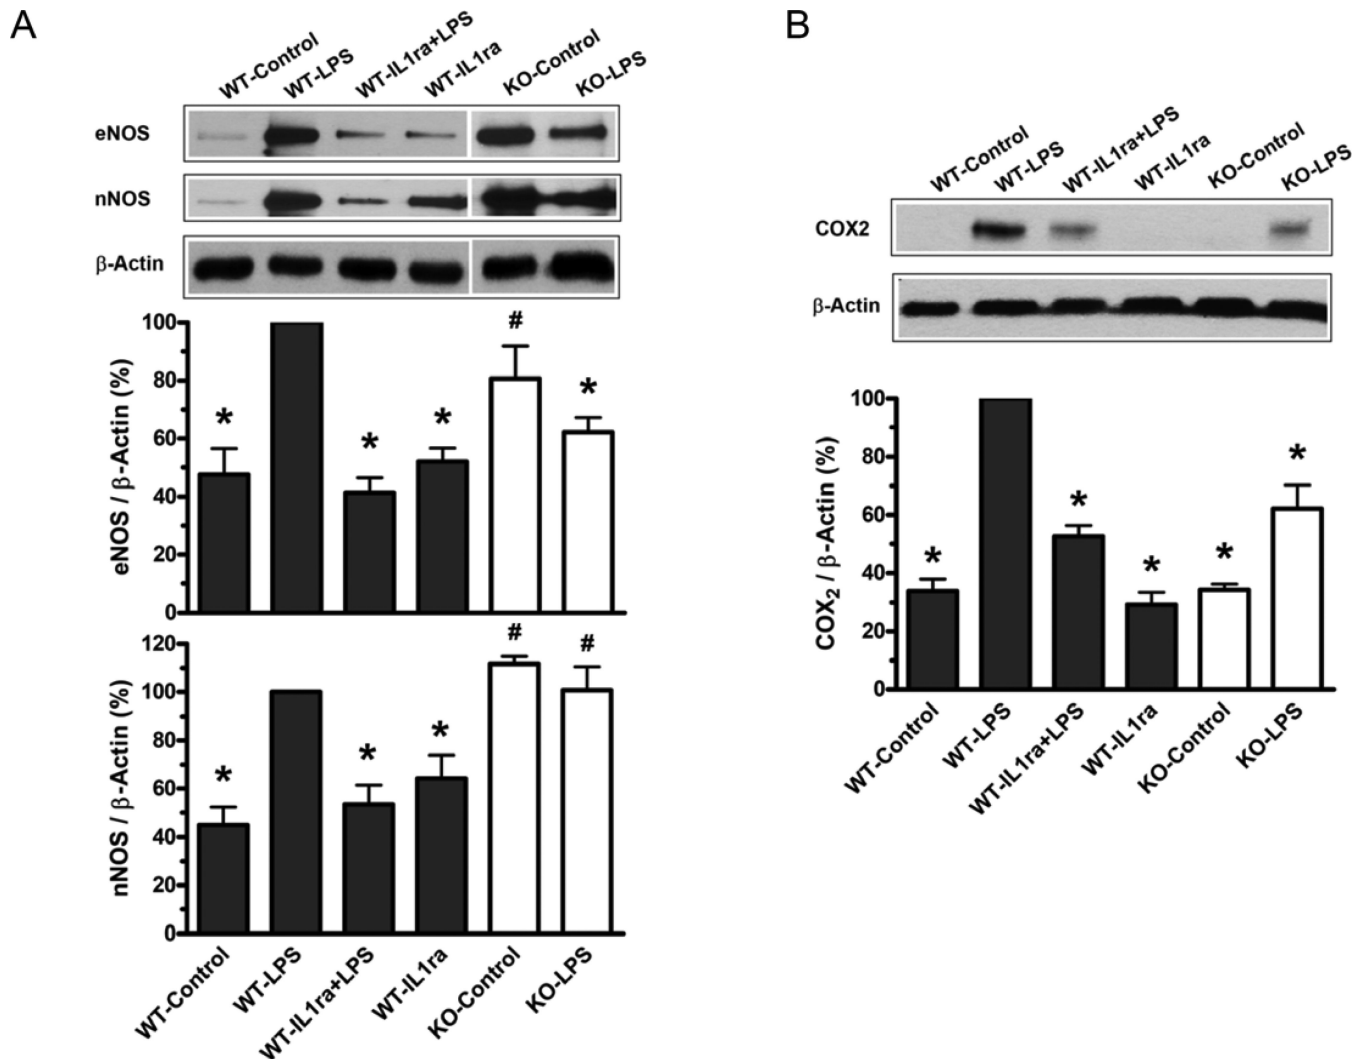 A
WT-Control
WT-LPS
WT-IL1ra+LPS
WT-IL1ra
KO-Control
KO-LPS
eNOS
nNOS
β-Actin
eNOS / β-Actin (%)
100
80
60
40
20
0
*
*
*
#
*
nNOS / β-Actin (%)
120
100
80
60
40
20
0
*
*
*
#
#
WT-Control
WT-LPS
WT-IL1ra+LPS
WT-IL1ra
KO-Control
KO-LPS
B
WT-Control
WT-LPS
WT-IL1ra+LPS
WT-IL1ra
KO-Control
KO-LPS
COX2
β-Actin
COX₂ / β-Actin (%)
100
80
60
40
20
0
*
*
*
*
*
WT-Control
WT-LPS
WT-IL1ra+LPS
WT-IL1ra
KO-Control
KO-LPS